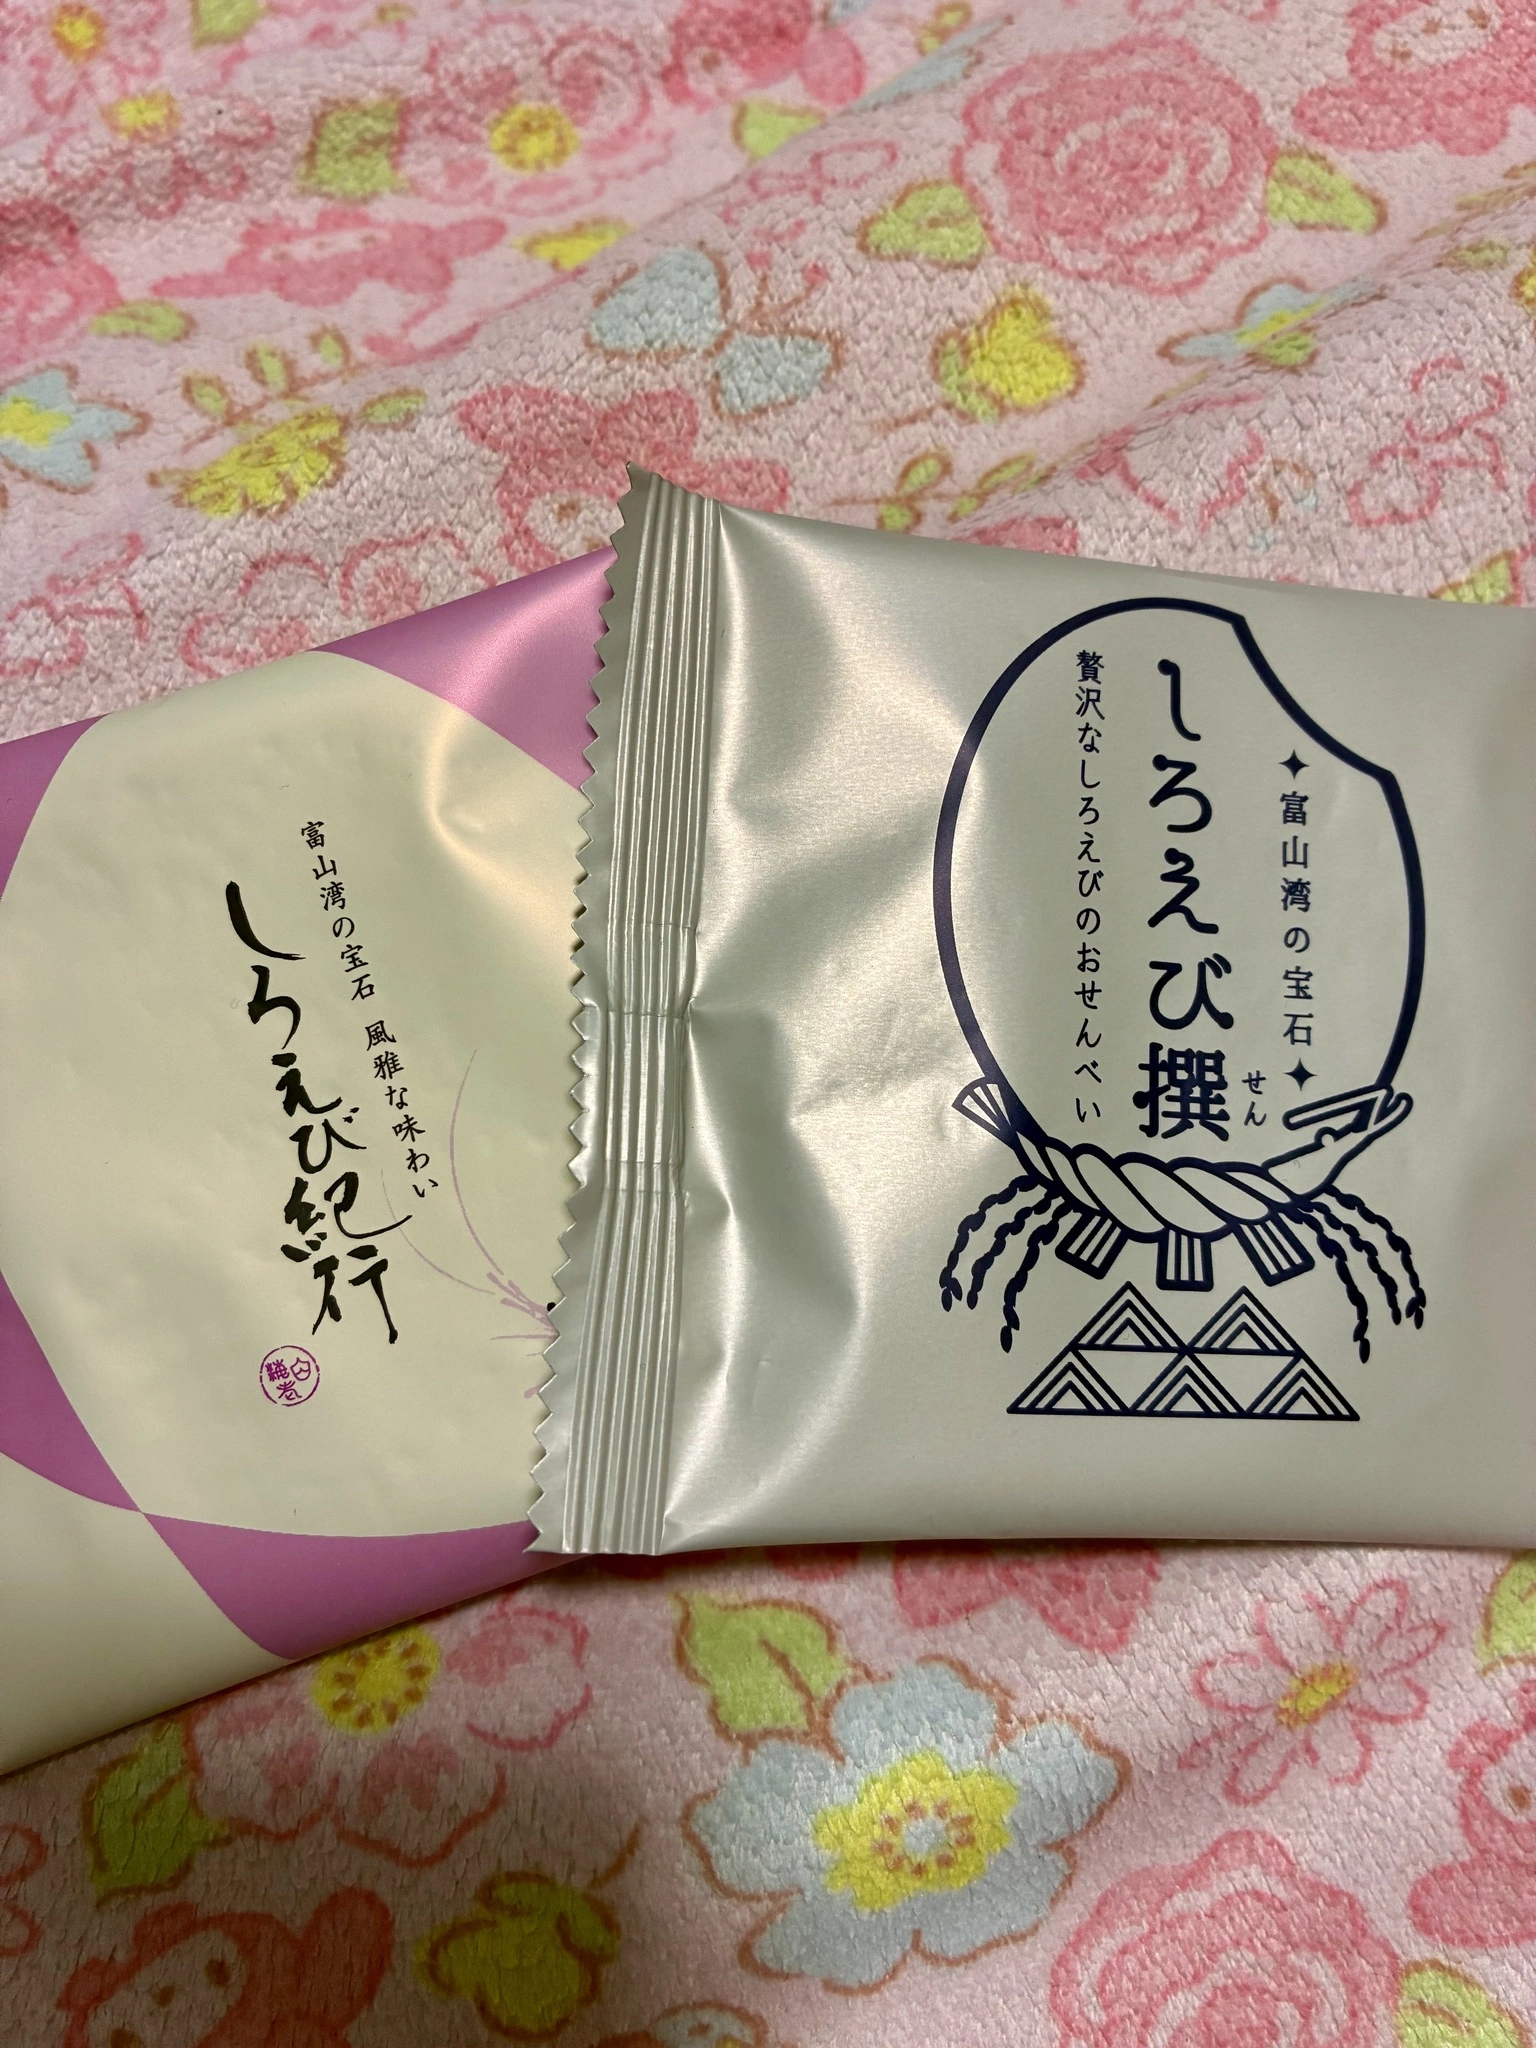 富山湾の宝石 風雅な味わい
しろえび紀行
✦富山湾の宝石✦
しろえび撰
せん
贅沢なしろえびのおせんべい